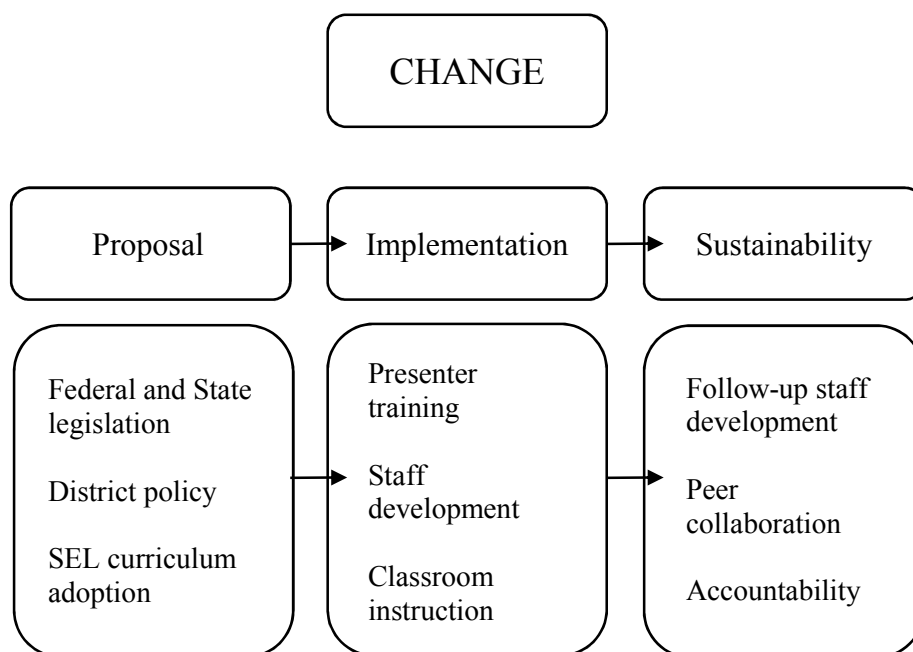 CHANGE
Proposal
Implementation
Sustainability
Federal and State
legislation
District policy
SEL curriculum
adoption
Presenter
training
Staff
development
Classroom
instruction
Follow-up staff
development
Peer
collaboration
Accountability